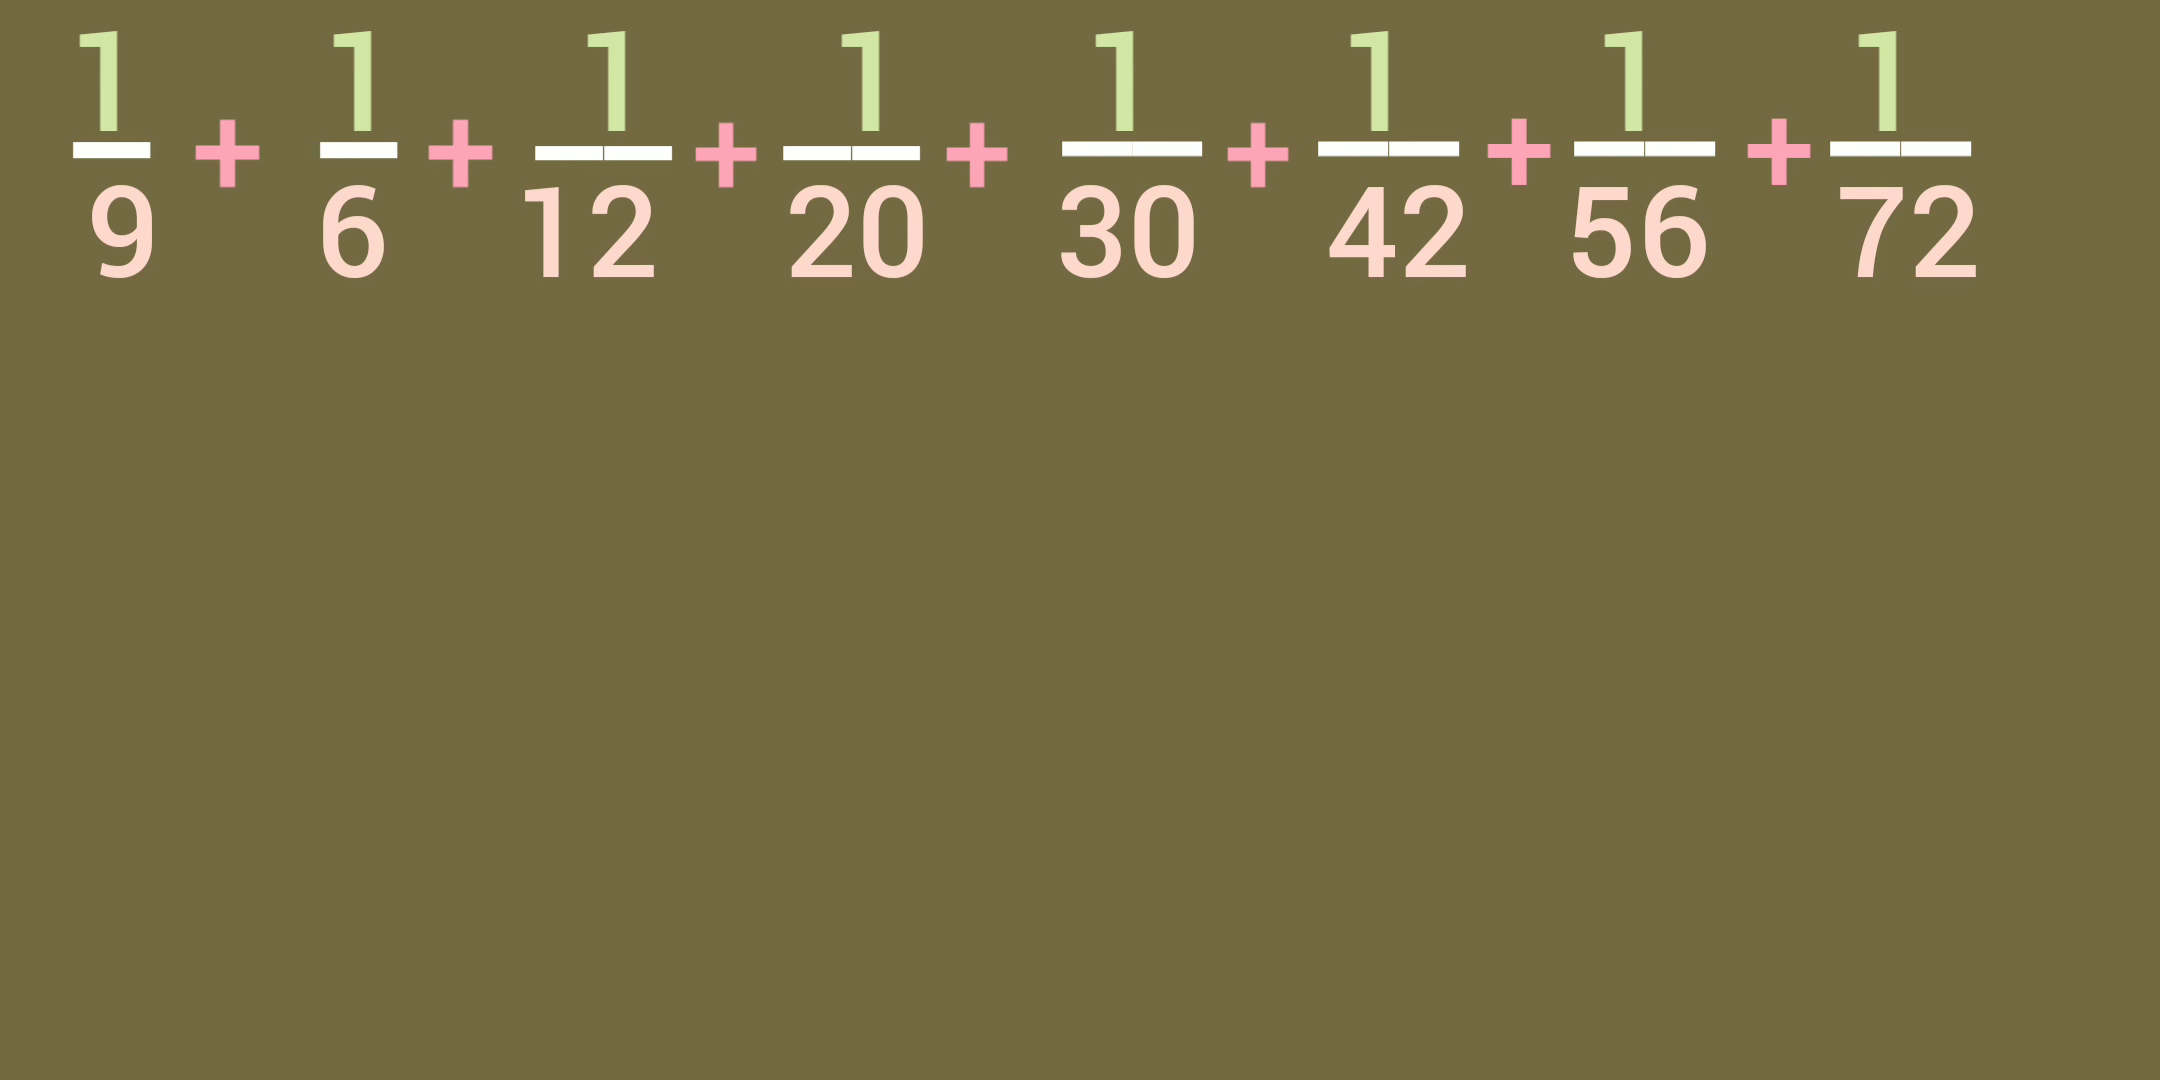 1 1 1 1 1 1 1 1
+ + + + + + +
9 6 12 20 30 42 56 72